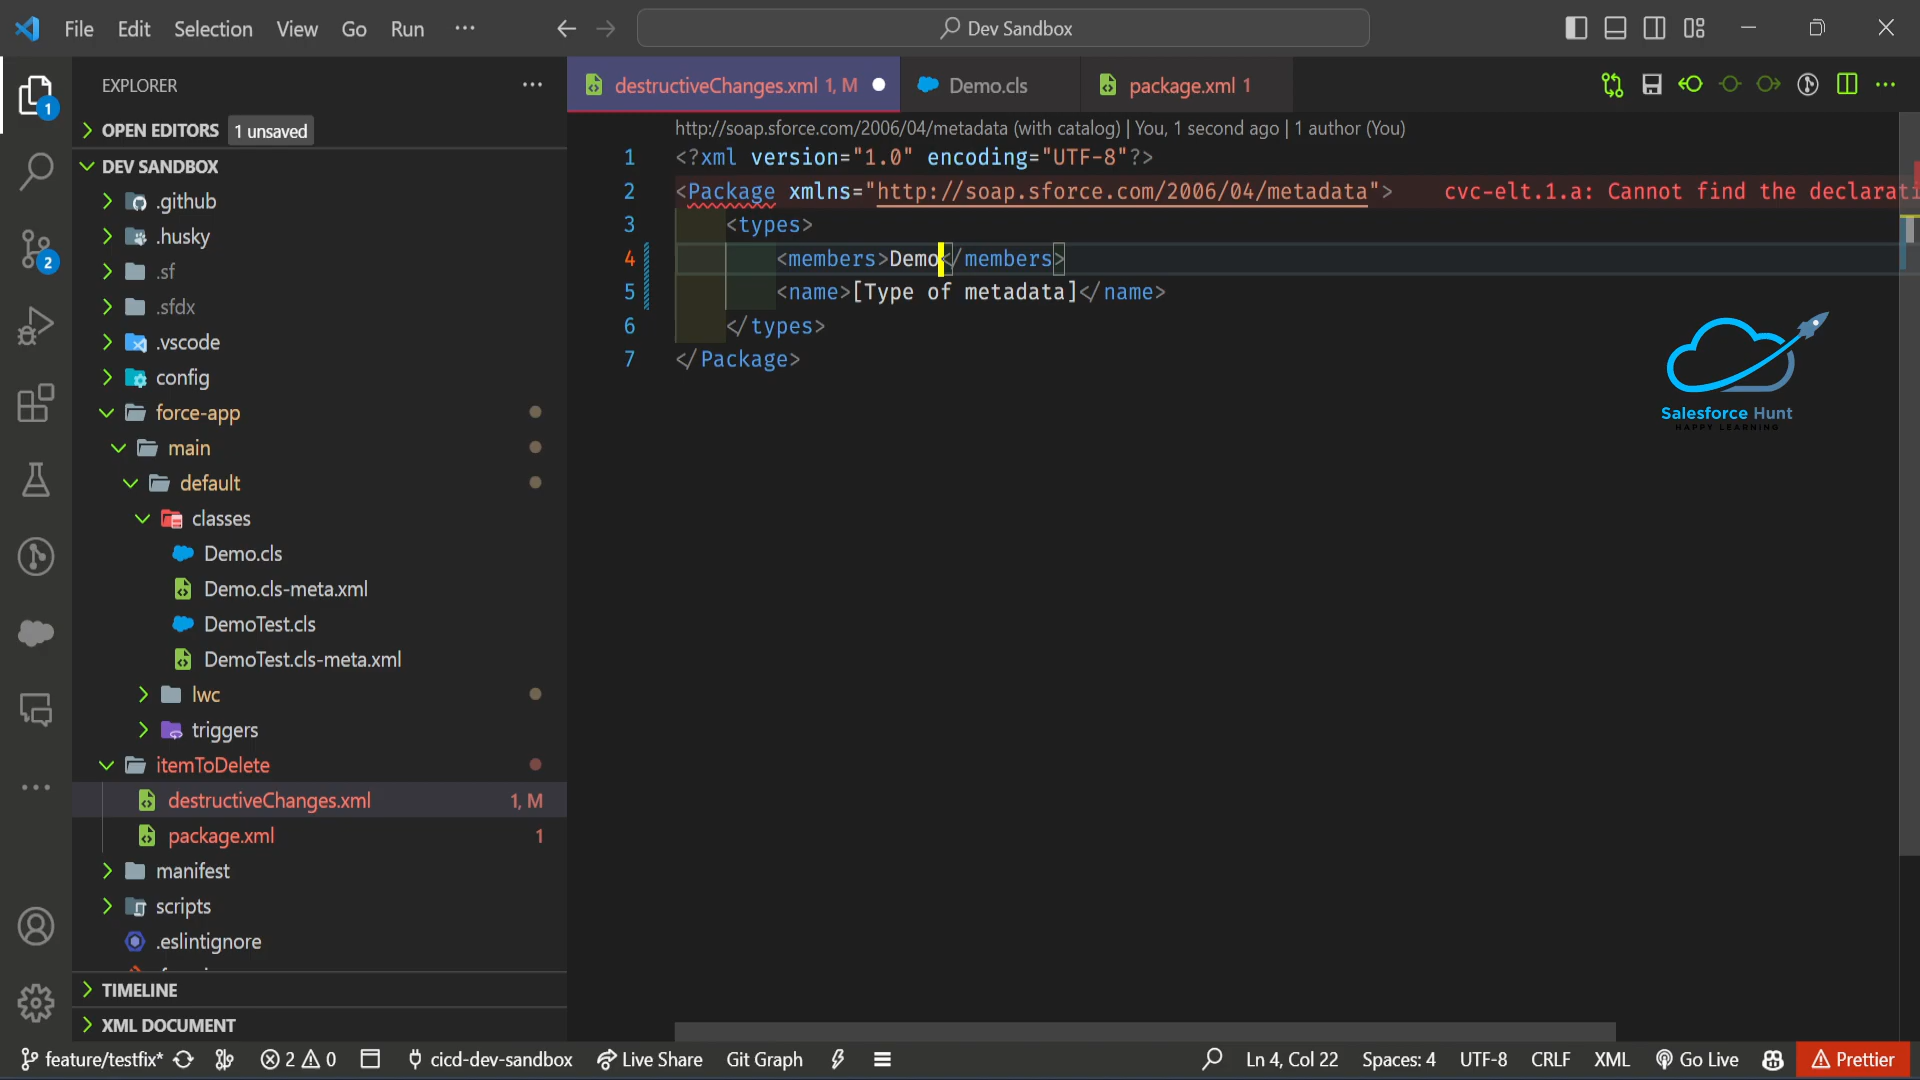 File Edit Selection View Go Run ···
Dev Sandbox
EXPLORER
OPEN EDITORS 1 unsaved
DEV SANDBOX
.github
.husky
.sf
.sfdx
.vscode
config
force-app
main
default
classes
Demo.cls
Demo.cls-meta.xml
DemoTest.cls
DemoTest.cls-meta.xml
lwc
triggers
itemToDelete
destructiveChanges.xml 1, M
package.xml 1
manifest
scripts
.eslintignore
TIMELINE
XML DOCUMENT
1
2
destructiveChanges.xml 1, M
Demo.cls
package.xml 1
http://soap.sforce.com/2006/04/metadata (with catalog) | You, 1 second ago | 1 author (You)
1 <?xml version="1.0" encoding="UTF-8"?>
2 <Package xmlns="http://soap.sforce.com/2006/04/metadata"> cvc-elt.1.a: Cannot find the declarati
3 <types>
4 <members>Demo</members>
5 <name>[Type of metadata]</name>
6 </types>
7 </Package>
Salesforce Hunt
HAPPY LEARNING
feature/testfix* 2 0 cicd-dev-sandbox Live Share Git Graph Ln 4, Col 22 Spaces: 4 UTF-8 CRLF XML Go Live Prettier